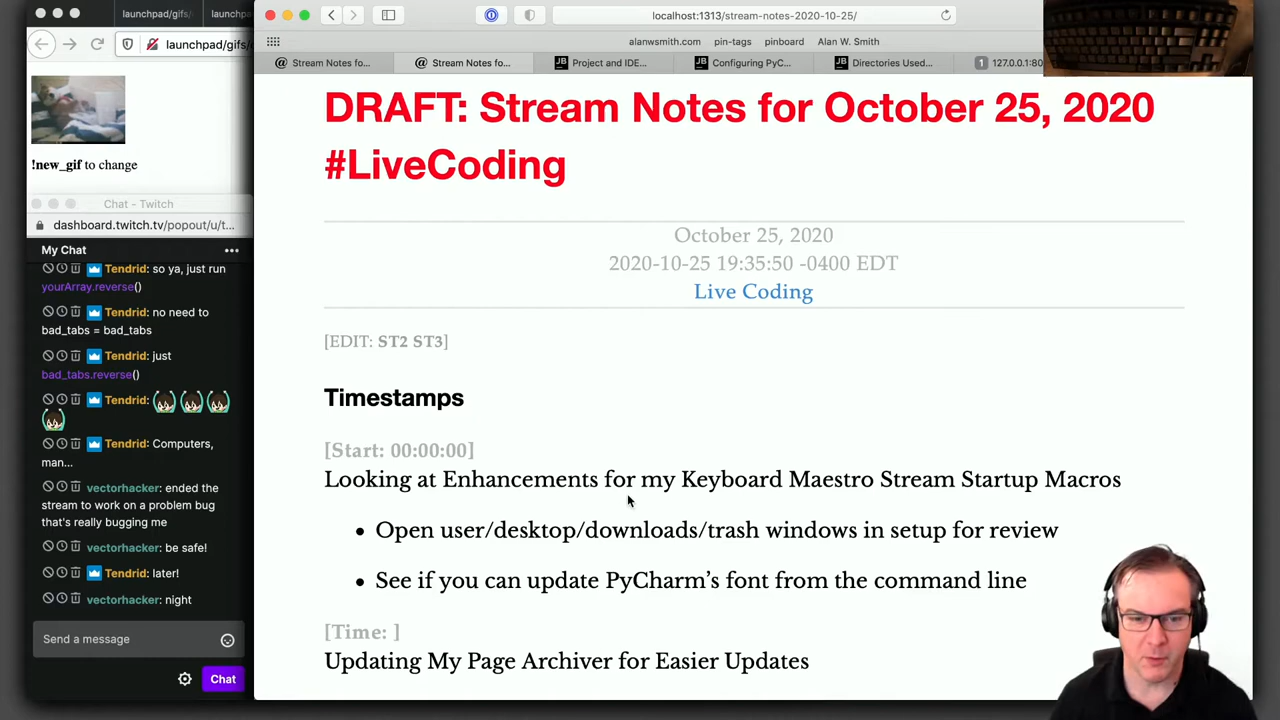 launchpad/gifs/
launchpad/g
launchpad/gifs/
!new_gif to change
Chat - Twitch
dashboard.twitch.tv/popout/u/t...
My Chat
Tendrid: so ya, just run
yourArray.reverse()
Tendrid: no need to
bad_tabs = bad_tabs
Tendrid: just
bad_tabs.reverse()
Tendrid:
Tendrid: Computers,
man...
vectorhacker: ended the
stream to work on a problem bug
that's really bugging me
vectorhacker: be safe!
Tendrid: later!
vectorhacker: night
Send a message
Chat
localhost:1313/stream-notes-2020-10-25/
alanwsmith.com pin-tags pinboard Alan W. Smith
@ Stream Notes fo... @ Stream Notes fo... JB Project and IDE... JB Configuring PyC... JB Directories Used... 1 127.0.0.1:80
DRAFT: Stream Notes for October 25, 2020
#LiveCoding
October 25, 2020
2020-10-25 19:35:50 -0400 EDT
Live Coding
[EDIT: ST2 ST3]
Timestamps
[Start: 00:00:00]
Looking at Enhancements for my Keyboard Maestro Stream Startup Macros
• Open user/desktop/downloads/trash windows in setup for review
• See if you can update PyCharm’s font from the command line
[Time: ]
Updating My Page Archiver for Easier Updates